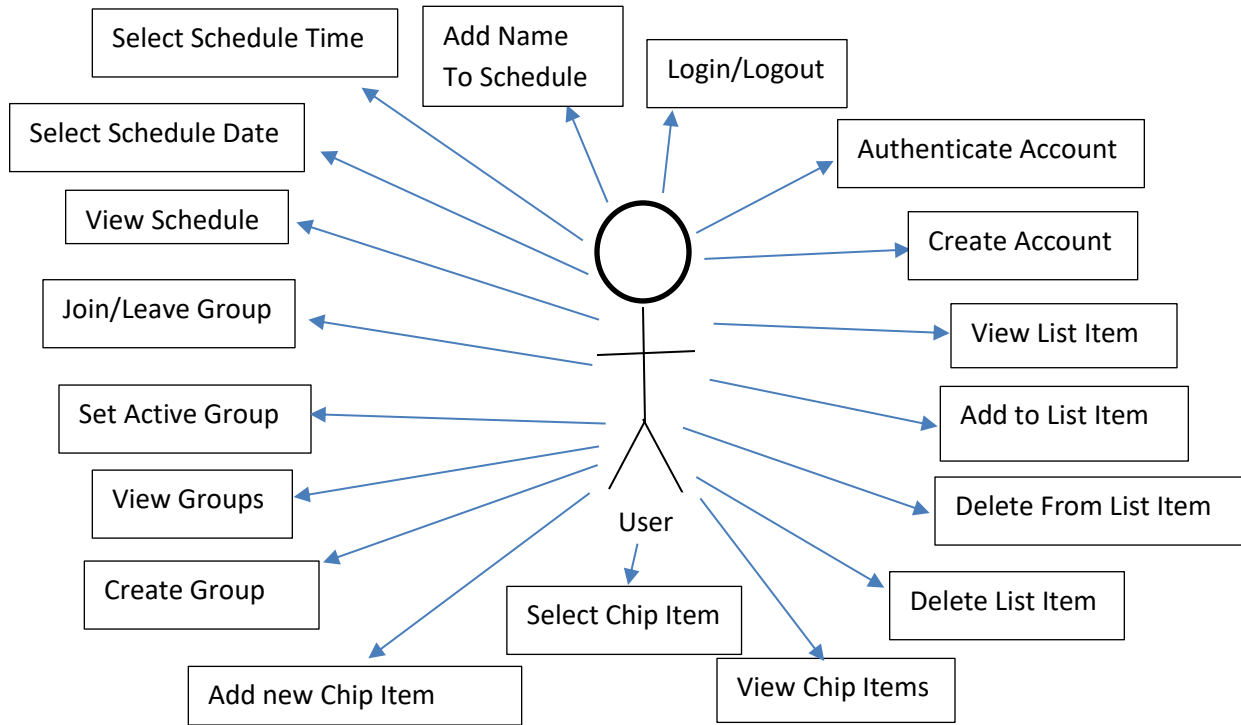 Select Schedule Time
Add Name
To Schedule
Login/Logout
Select Schedule Date
Authenticate Account
View Schedule
Create Account
Join/Leave Group
View List Item
Set Active Group
Add to List Item
View Groups
Delete From List Item
User
Create Group
Select Chip Item
Delete List Item
Add new Chip Item
View Chip Items